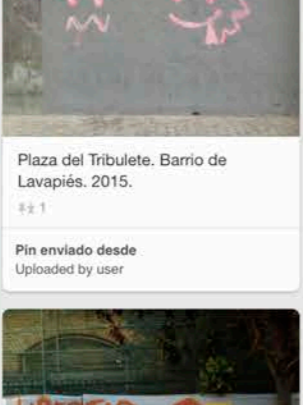 Plaza del Tribulete. Barrio de
Lavapiés. 2015.
1
Pin enviado desde
Uploaded by user